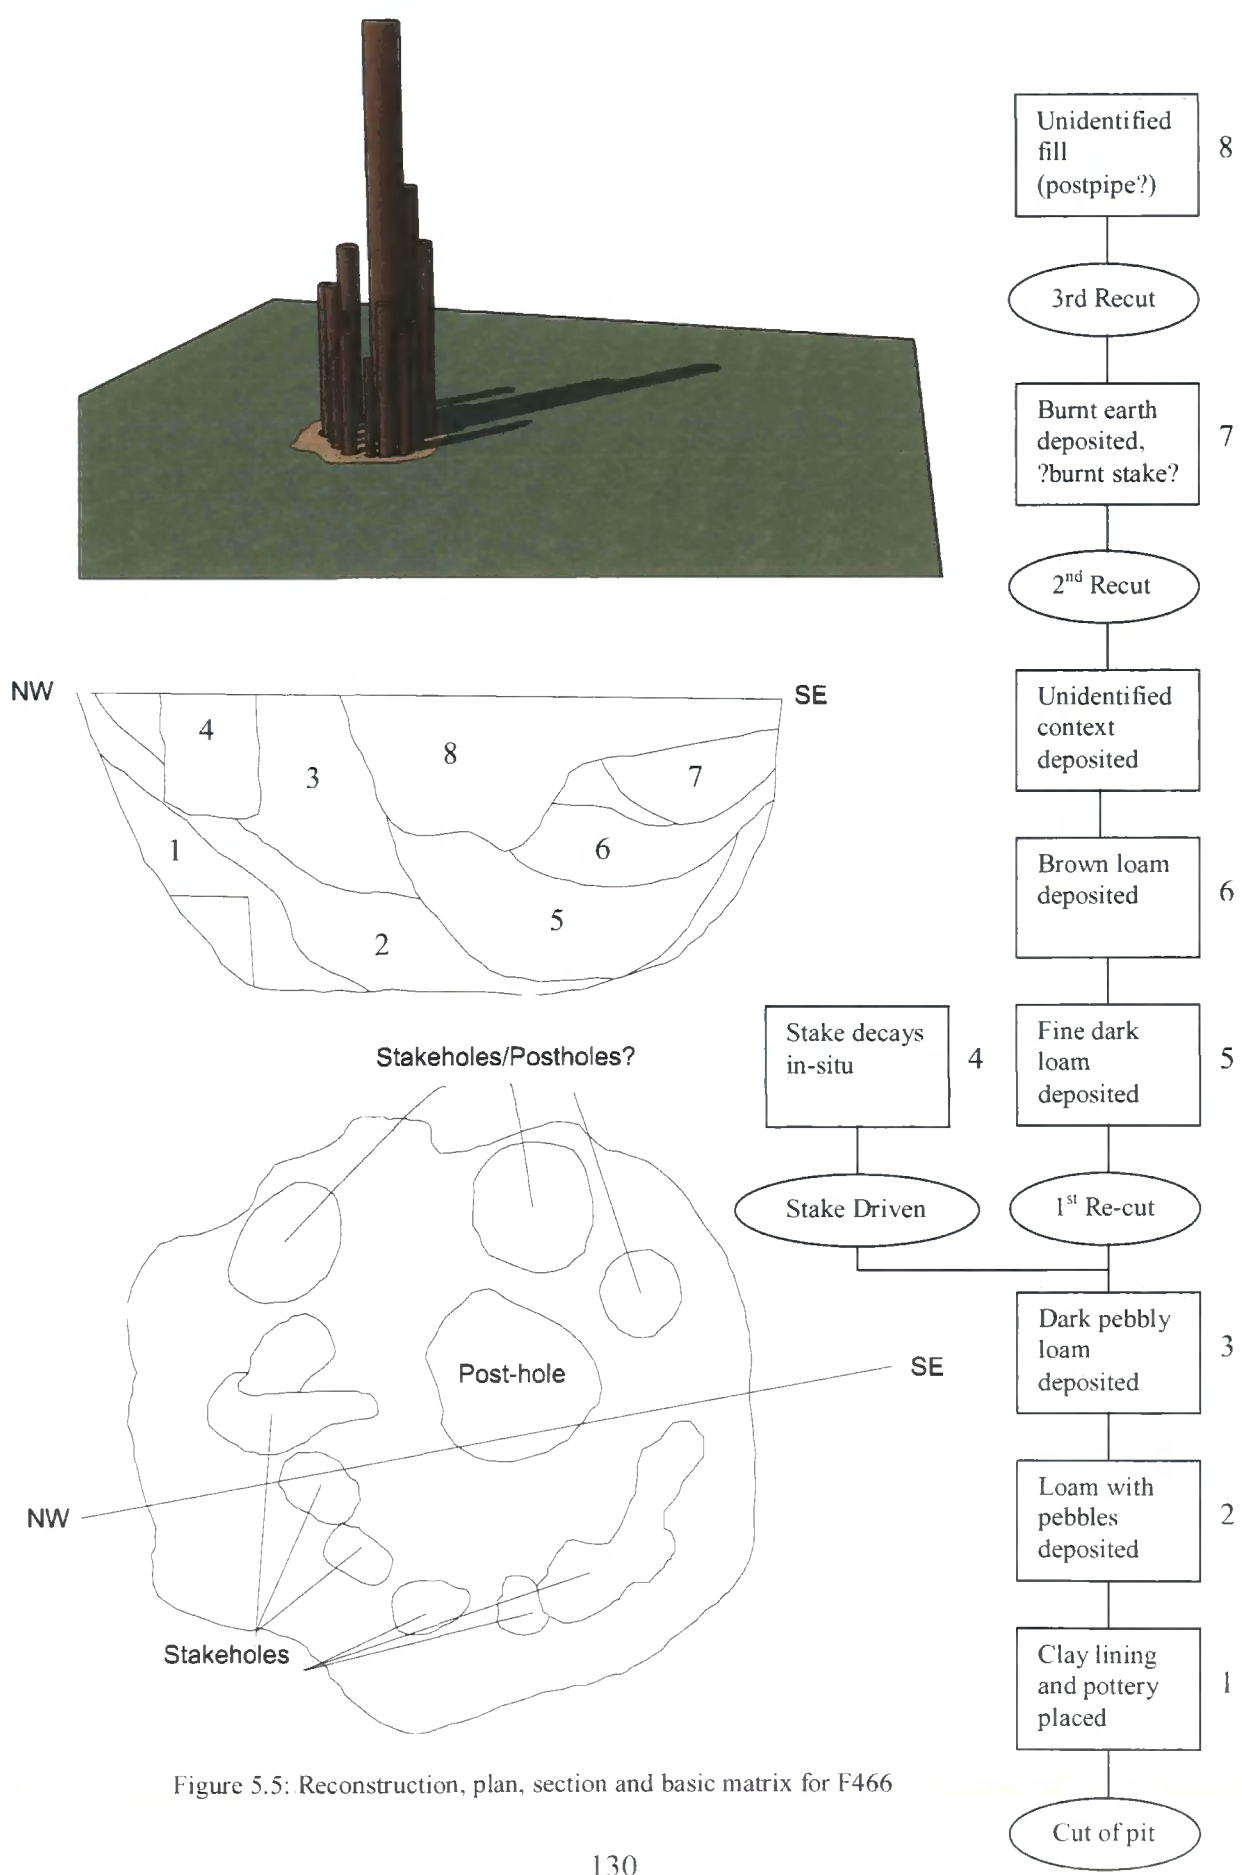 Unidentified
fill
(postpipe?)
8
3rd Recut
Burnt earth
deposited,
?burnt stake?
7
2nd Recut
Unidentified
context
deposited
Brown loam
deposited
6
Stake decays
in-situ
4
Fine dark
loam
deposited
5
Stake Driven
1st Re-cut
Dark pebbly
loam
deposited
3
Loam with
pebbles
deposited
2
Clay lining
and pottery
placed
1
Cut of pit
NW
SE
4
8
3
7
1
6
5
2
Stakeholes/Postholes?
Post-hole
SE
NW
Stakeholes
Figure 5.5: Reconstruction, plan, section and basic matrix for F466
130